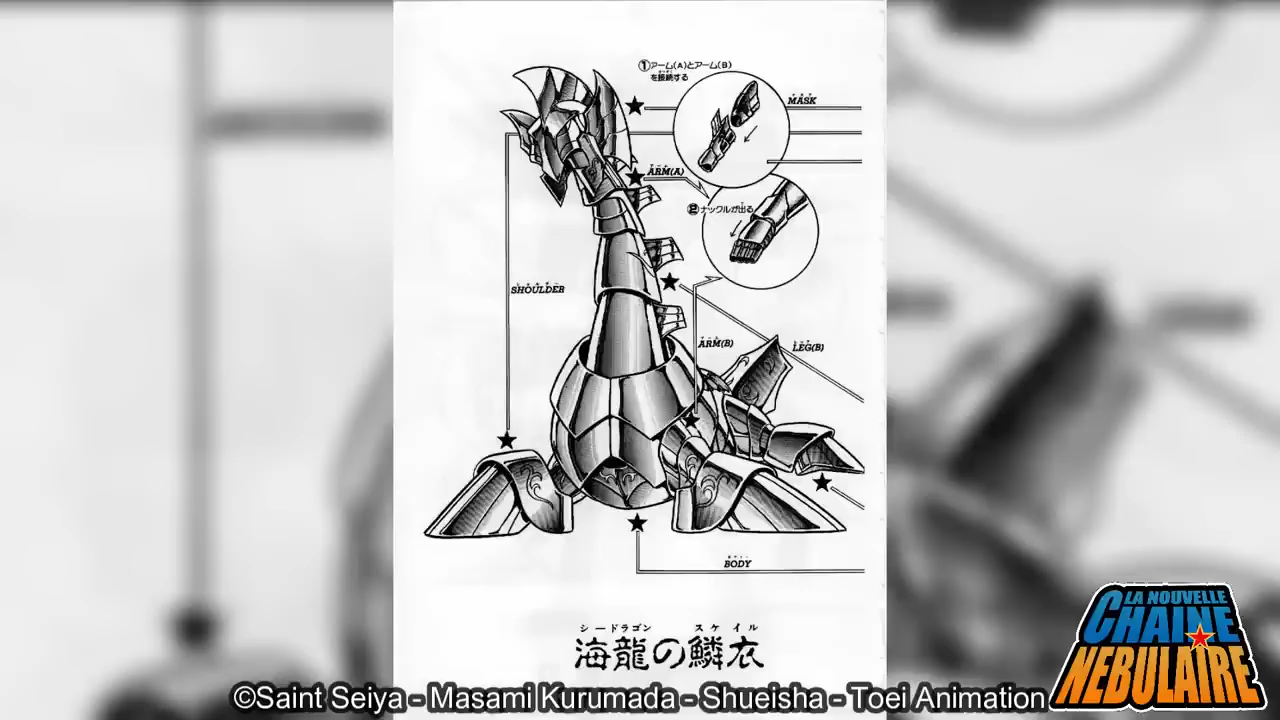 ①アーム(A)とアーム(B)
を接続する
MASK
ARM(A)
②ナックルが出る
SHOULDER
ARM(B)
LEG(B)
BODY
シードラゴン スケイル
海龍の鱗衣
LA NOUVELLE
CHAINE
NEBULAIRE
©Saint Seiya - Masami Kurumada - Shueisha - Toei Animation